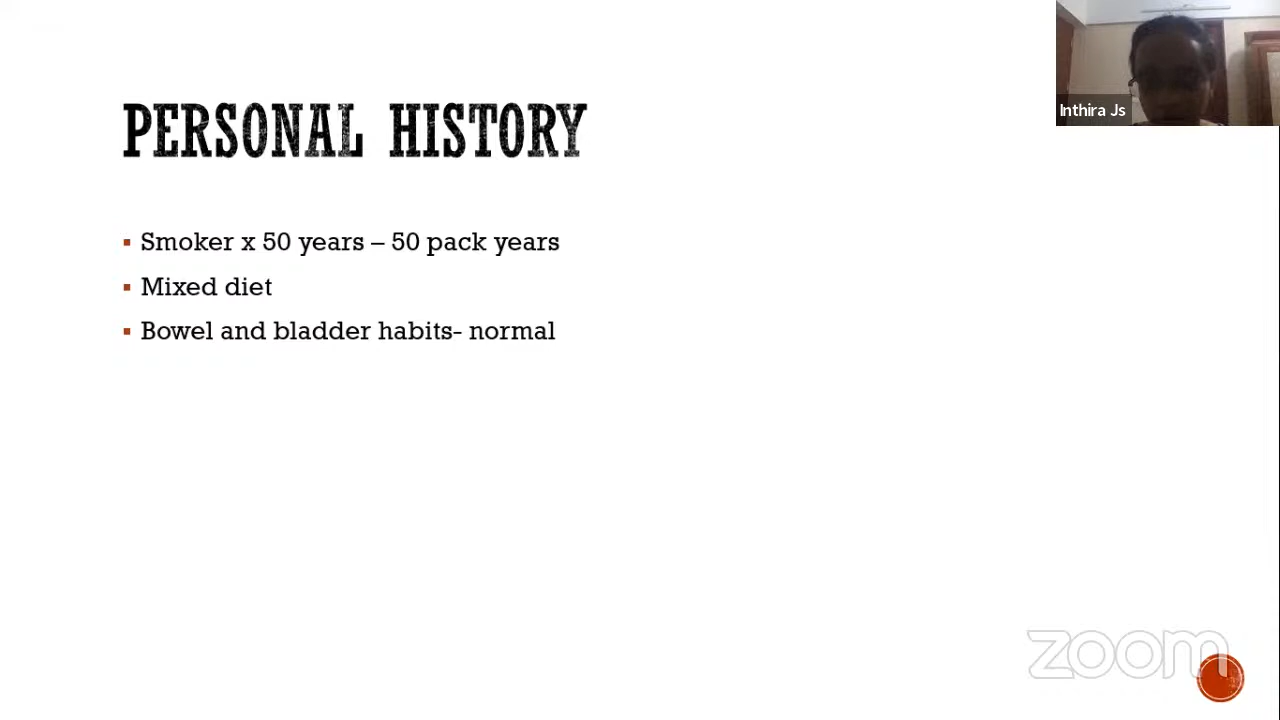 Inthira Js
PERSONAL HISTORY
Smoker x 50 years – 50 pack years
Mixed diet
Bowel and bladder habits- normal
zoom